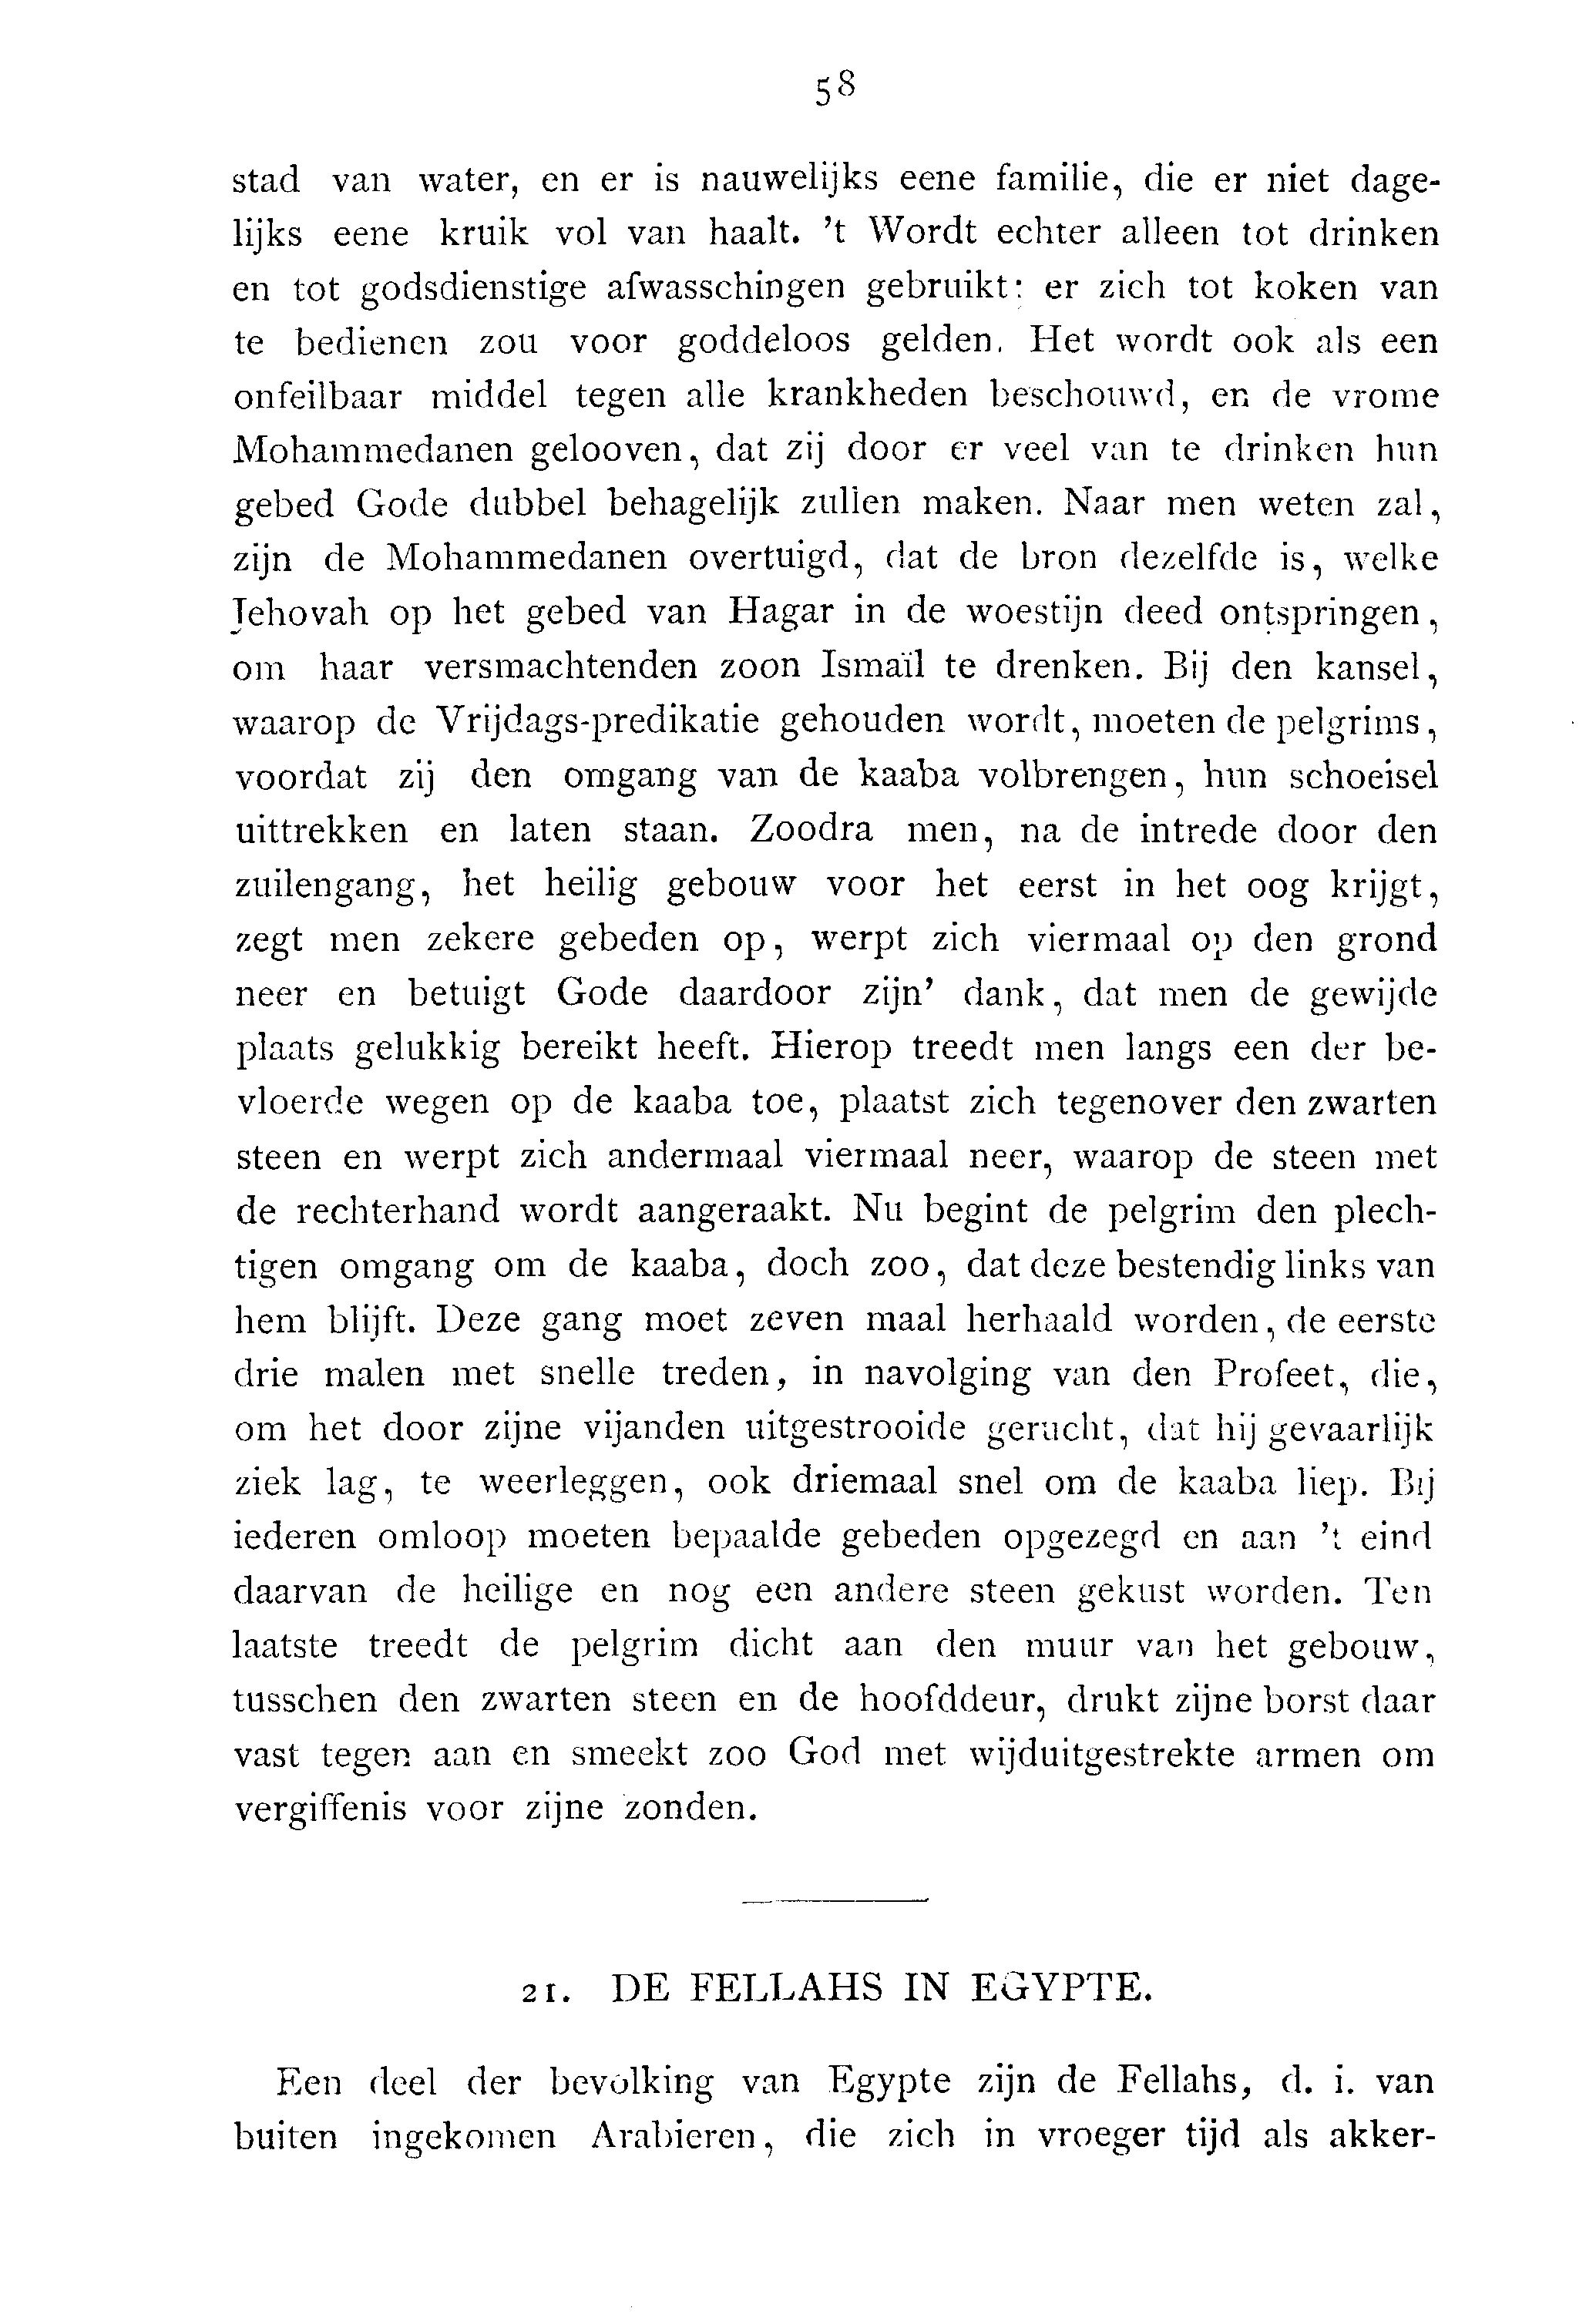 58
stad van water, en er is nauwelijks eene familie, die er niet dage-
lijks eene kruik vol van haalt. 't Wordt echter alleen tot drinken
en tot godsdienstige afwasschingen gebruikt: er zich tot koken van
te bedienen zou voor goddeloos gelden. Het wordt ook als een
onfeilbaar middel tegen alle krankheden beschouwd, en de vrome
Mohammedanen gelooven, dat zij door er veel van te drinken hun
gebed Gode dubbel behagelijk zullen maken. Naar men weten zal,
zijn de Mohammedanen overtuigd, dat de bron dezelfde is, welke
Jehovah op het gebed van Hagar in de woestijn deed ontspringen,
om haar versmachtenden zoon Ismaïl te drenken. Bij den kansel,
waarop de Vrijdags-predikatie gehouden wordt, moeten de pelgrims,
voordat zij den omgang van de kaaba volbrengen, hun schoeisel
uittrekken en laten staan. Zoodra men, na de intrede door den
zuilengang, het heilig gebouw voor het eerst in het oog krijgt,
zegt men zekere gebeden op, werpt zich viermaal op den grond
neer en betuigt Gode daardoor zijn' dank, dat men de gewijde
plaats gelukkig bereikt heeft. Hierop treedt men langs een der be-
vloerde wegen op de kaaba toe, plaatst zich tegenover den zwarten
steen en werpt zich andermaal viermaal neer, waarop de steen met
de rechterhand wordt aangeraakt. Nu begint de pelgrim den plech-
tigen omgang om de kaaba, doch zoo, dat deze bestendig links van
hem blijft. Deze gang moet zeven maal herhaald worden, de eerste
drie malen met snelle treden, in navolging van den Profeet, die,
om het door zijne vijanden uitgestrooide gerucht, dat hij gevaarlijk
ziek lag, te weerleggen, ook driemaal snel om de kaaba liep. Bij
iederen omloop moeten bepaalde gebeden opgezegd en aan 't eind
daarvan de heilige en nog een andere steen gekust worden. Ten
laatste treedt de pelgrim dicht aan den muur van het gebouw,
tusschen den zwarten steen en de hoofddeur, drukt zijne borst daar
vast tegen aan en smeekt zoo God met wijduitgestrekte armen om
vergiffenis voor zijne zonden.
21. DE FELLAHS IN EGYPTE.
Een deel der bevolking van Egypte zijn de Fellahs, d. i. van
buiten ingekomen Arabieren, die zich in vroeger tijd als akker-